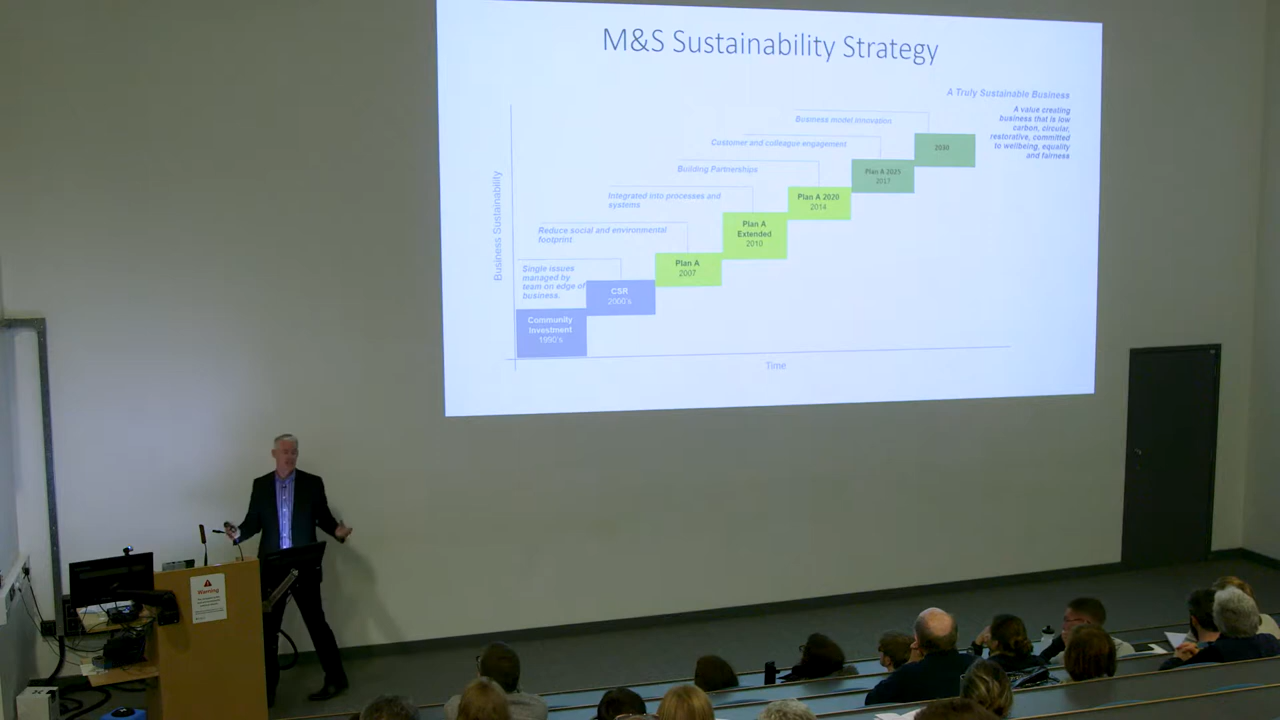 M&S Sustainability Strategy
A Truly Sustainable Business
A value creating
business that is low
carbon, circular,
restorative, committed
to wellbeing, equality
and fairness
Business model innovation
2030
Customer and colleague engagement
Plan A 2025
2017
Building Partnerships
Plan A 2020
2014
Integrated into processes and
systems
Plan A
Extended
2010
Reduce social and environmental
footprint
Plan A
2007
Single issues
managed by
team on edge of
business.
CSR
2000's
Community
Investment
1990's
Business Sustainability
Time
Warning